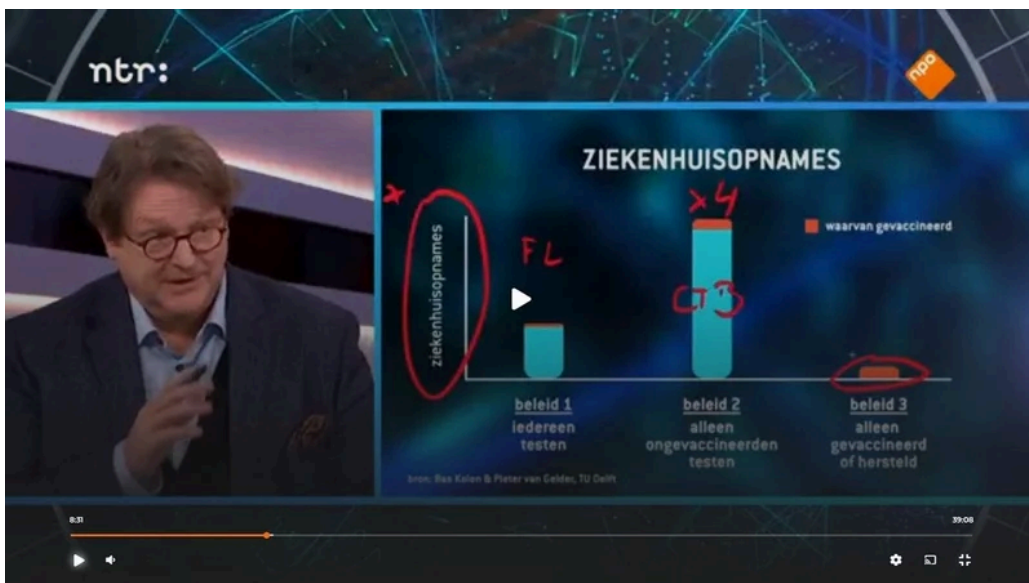 ntr:
npo
ZIEKENHUISOPNAMES
x
x4
waarvan gevaccineerd
FL
ziekenhuisopnames
CTB
beleid 1
iedereen
testen
beleid 2
alleen
ongevaccineerden
testen
beleid 3
alleen
gevaccineerd
of hersteld
bron: Bas Kolen & Pieter van Gelder, TU Delft
8:31
39:08